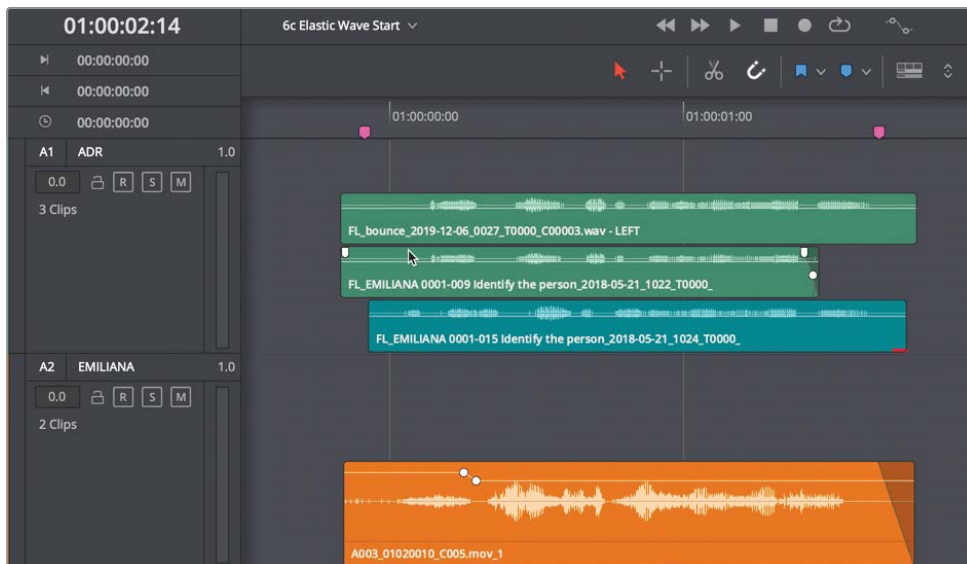 01:00:02:14
6c Elastic Wave Start
00:00:00:00
00:00:00:00
00:00:00:00
01:00:00:00
01:00:01:00
A1 ADR 1.0
0.0 R S M
3 Clips
FL_bounce_2019-12-06_0027_T0000_C00003.wav - LEFT
FL_EMILIANA 0001-009 Identify the person_2018-05-21_1022_T0000_
FL_EMILIANA 0001-015 Identify the person_2018-05-21_1024_T0000_
A2 EMILIANA 1.0
0.0 R S M
2 Clips
A003_01020010_C005.mov_1